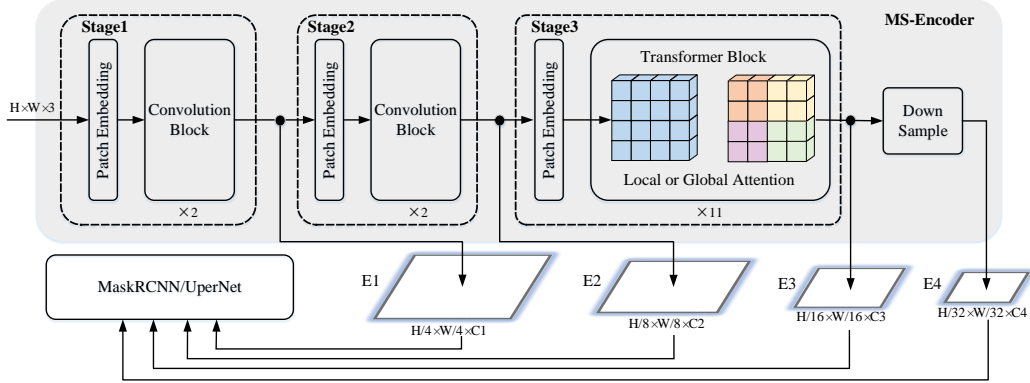 MS-Encoder
Stage1
Stage2
Stage3
H×W×3
Patch Embedding
Convolution
Block
×2
Patch Embedding
Convolution
Block
×2
Patch Embedding
Transformer Block
Local or Global Attention
×11
Down
Sample
MaskRCNN/UperNet
E1
H/4×W/4×C1
E2
H/8×W/8×C2
E3
H/16×W/16×C3
E4
H/32×W/32×C4